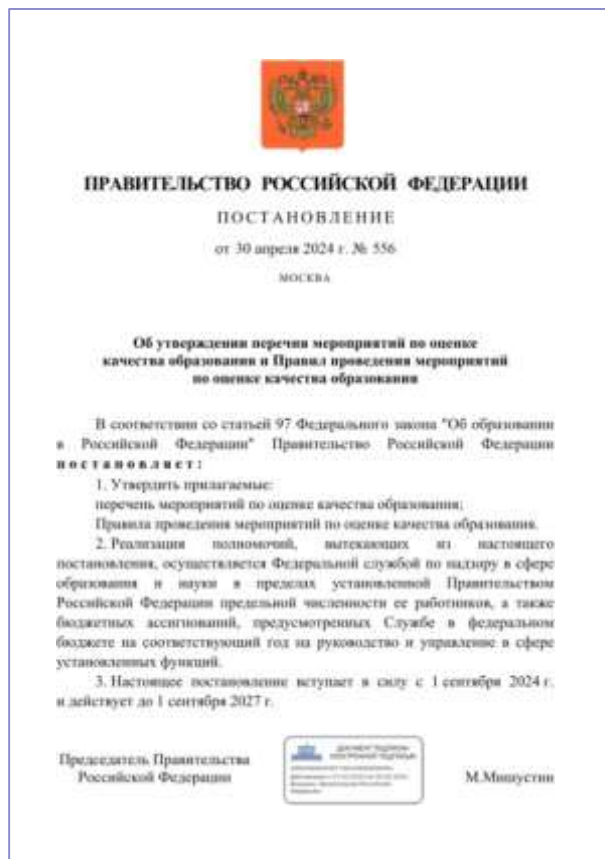 ПРАВИТЕЛЬСТВО РОССИЙСКОЙ ФЕДЕРАЦИИ
ПОСТАНОВЛЕНИЕ
от 30 апреля 2024 г. № 556
МОСКВА
Об утверждении перечня мероприятий по оценке
качества образования и Правил проведения мероприятий
по оценке качества образования
В соответствии со статьей 97 Федерального закона "Об образовании
в Российской Федерации" Правительство Российской Федерации
постановляет:
1. Утвердить прилагаемые:
перечень мероприятий по оценке качества образования;
Правила проведения мероприятий по оценке качества образования.
2. Реализация полномочий, вытекающих из настоящего
постановления, осуществляется Федеральной службой по надзору в сфере
образования и науки в пределах установленной Правительством
Российской Федерации предельной численности ее работников, а также
бюджетных ассигнований, предусмотренных Службе в федеральном
бюджете на соответствующий год на руководство и управление в сфере
установленных функций.
3. Настоящее постановление вступает в силу с 1 сентября 2024 г.
и действует до 1 сентября 2027 г.
Председатель Правительства
Российской Федерации
ДОКУМЕНТ ПОДПИСАН
ЭЛЕКТРОННОЙ ПОДПИСЬЮ
М.Мишустин